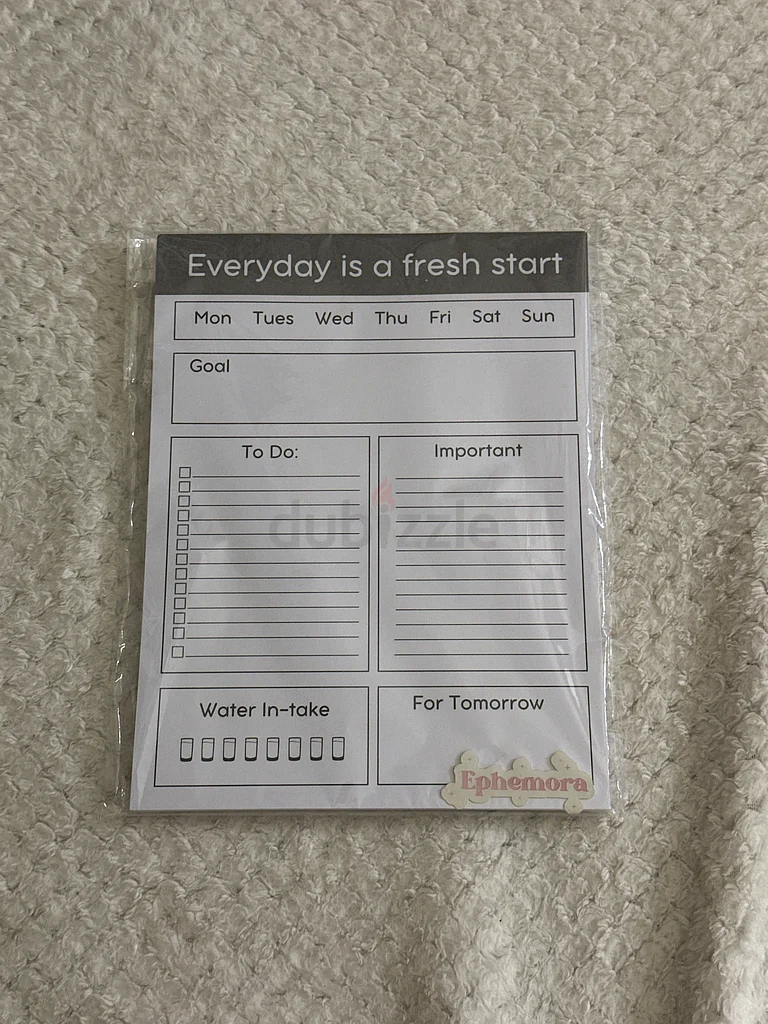 Everyday is a fresh start
Mon Tues Wed Thu Fri Sat Sun
Goal
To Do:
Important
dubizzle
Water In-take
For Tomorrow
Ephemora